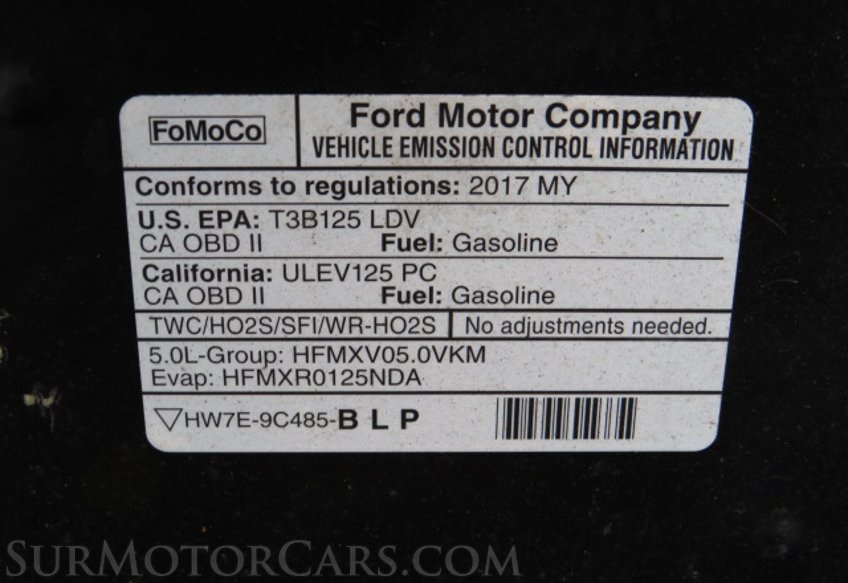 FoMoCo
Ford Motor Company
VEHICLE EMISSION CONTROL INFORMATION
Conforms to regulations: 2017 MY
U.S. EPA: T3B125 LDV
CA OBD II Fuel: Gasoline
California: ULEV125 PC
CA OBD II Fuel: Gasoline
TWC/HO2S/SFI/WR-HO2S No adjustments needed.
5.0L-Group: HFMXV05.0VKM
Evap: HFMXR0125NDA
▽HW7E-9C485-B L P
SURMOTORCARS.COM